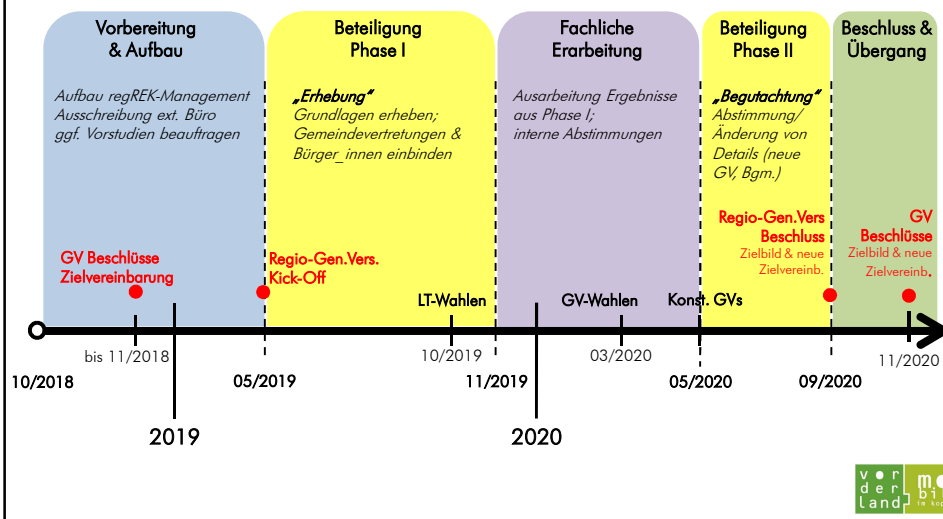 Vorbereitung
& Aufbau
Aufbau regREK-Management
Ausschreibung ext. Büro
ggf. Vorstudien beauftragen
GV Beschlüsse
Zielvereinbarung
Beteiligung
Phase I
„Erhebung“
Grundlagen erheben;
Gemeindevertretungen &
Bürger_innen einbinden
Regio-Gen.Vers.
Kick-Off
LT-Wahlen
Fachliche
Erarbeitung
Ausarbeitung Ergebnisse
aus Phase I;
interne Abstimmungen
GV-Wahlen
Konst. GVs
Beteiligung
Phase II
„Begutachtung“
Abstimmung/
Änderung von
Details (neue
GV, Bgm.)
Regio-Gen.Vers
Beschluss
Zielbild & neue
Zielvereinb.
Beschluss &
Übergang
GV
Beschlüsse
Zielbild & neue
Zielvereinb.
bis 11/2018
10/2019
03/2020
11/2020
10/2018
05/2019
11/2019
05/2020
09/2020
2019
2020
vor
der
land